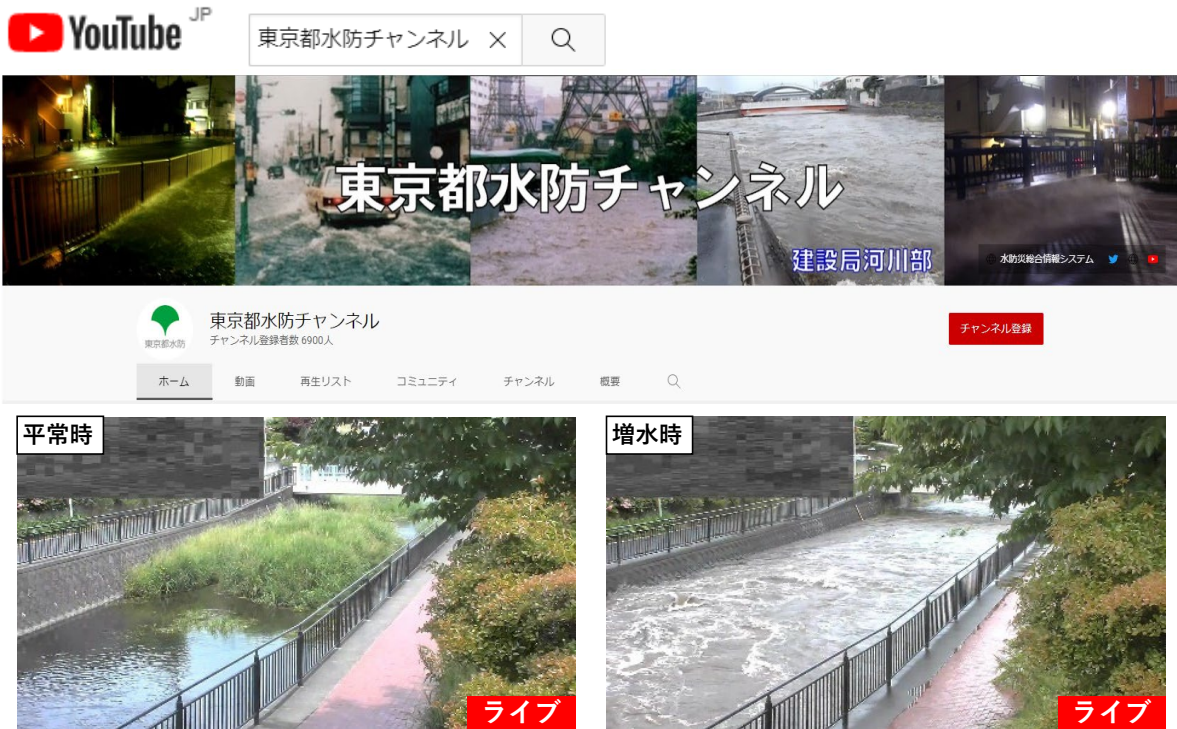 YouTube JP
東京都水防チャンネル
東京都水防チャンネル
建設局河川部
水防災総合情報システム
東京都水防
東京都水防チャンネル
チャンネル登録者数 6900人
チャンネル登録
ホーム 動画 再生リスト コミュニティ チャンネル 概要
平常時
増水時
ライブ
ライブ